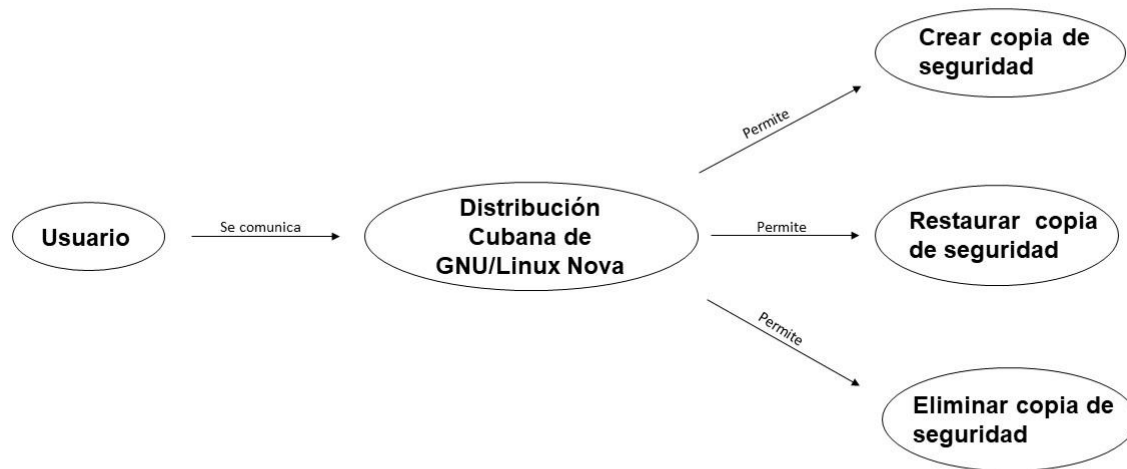 Crear copia de
seguridad
Permite
Usuario
Se comunica
Distribución
Cubana de
GNU/Linux Nova
Permite
Restaurar copia
de seguridad
Permite
Eliminar copia de
seguridad